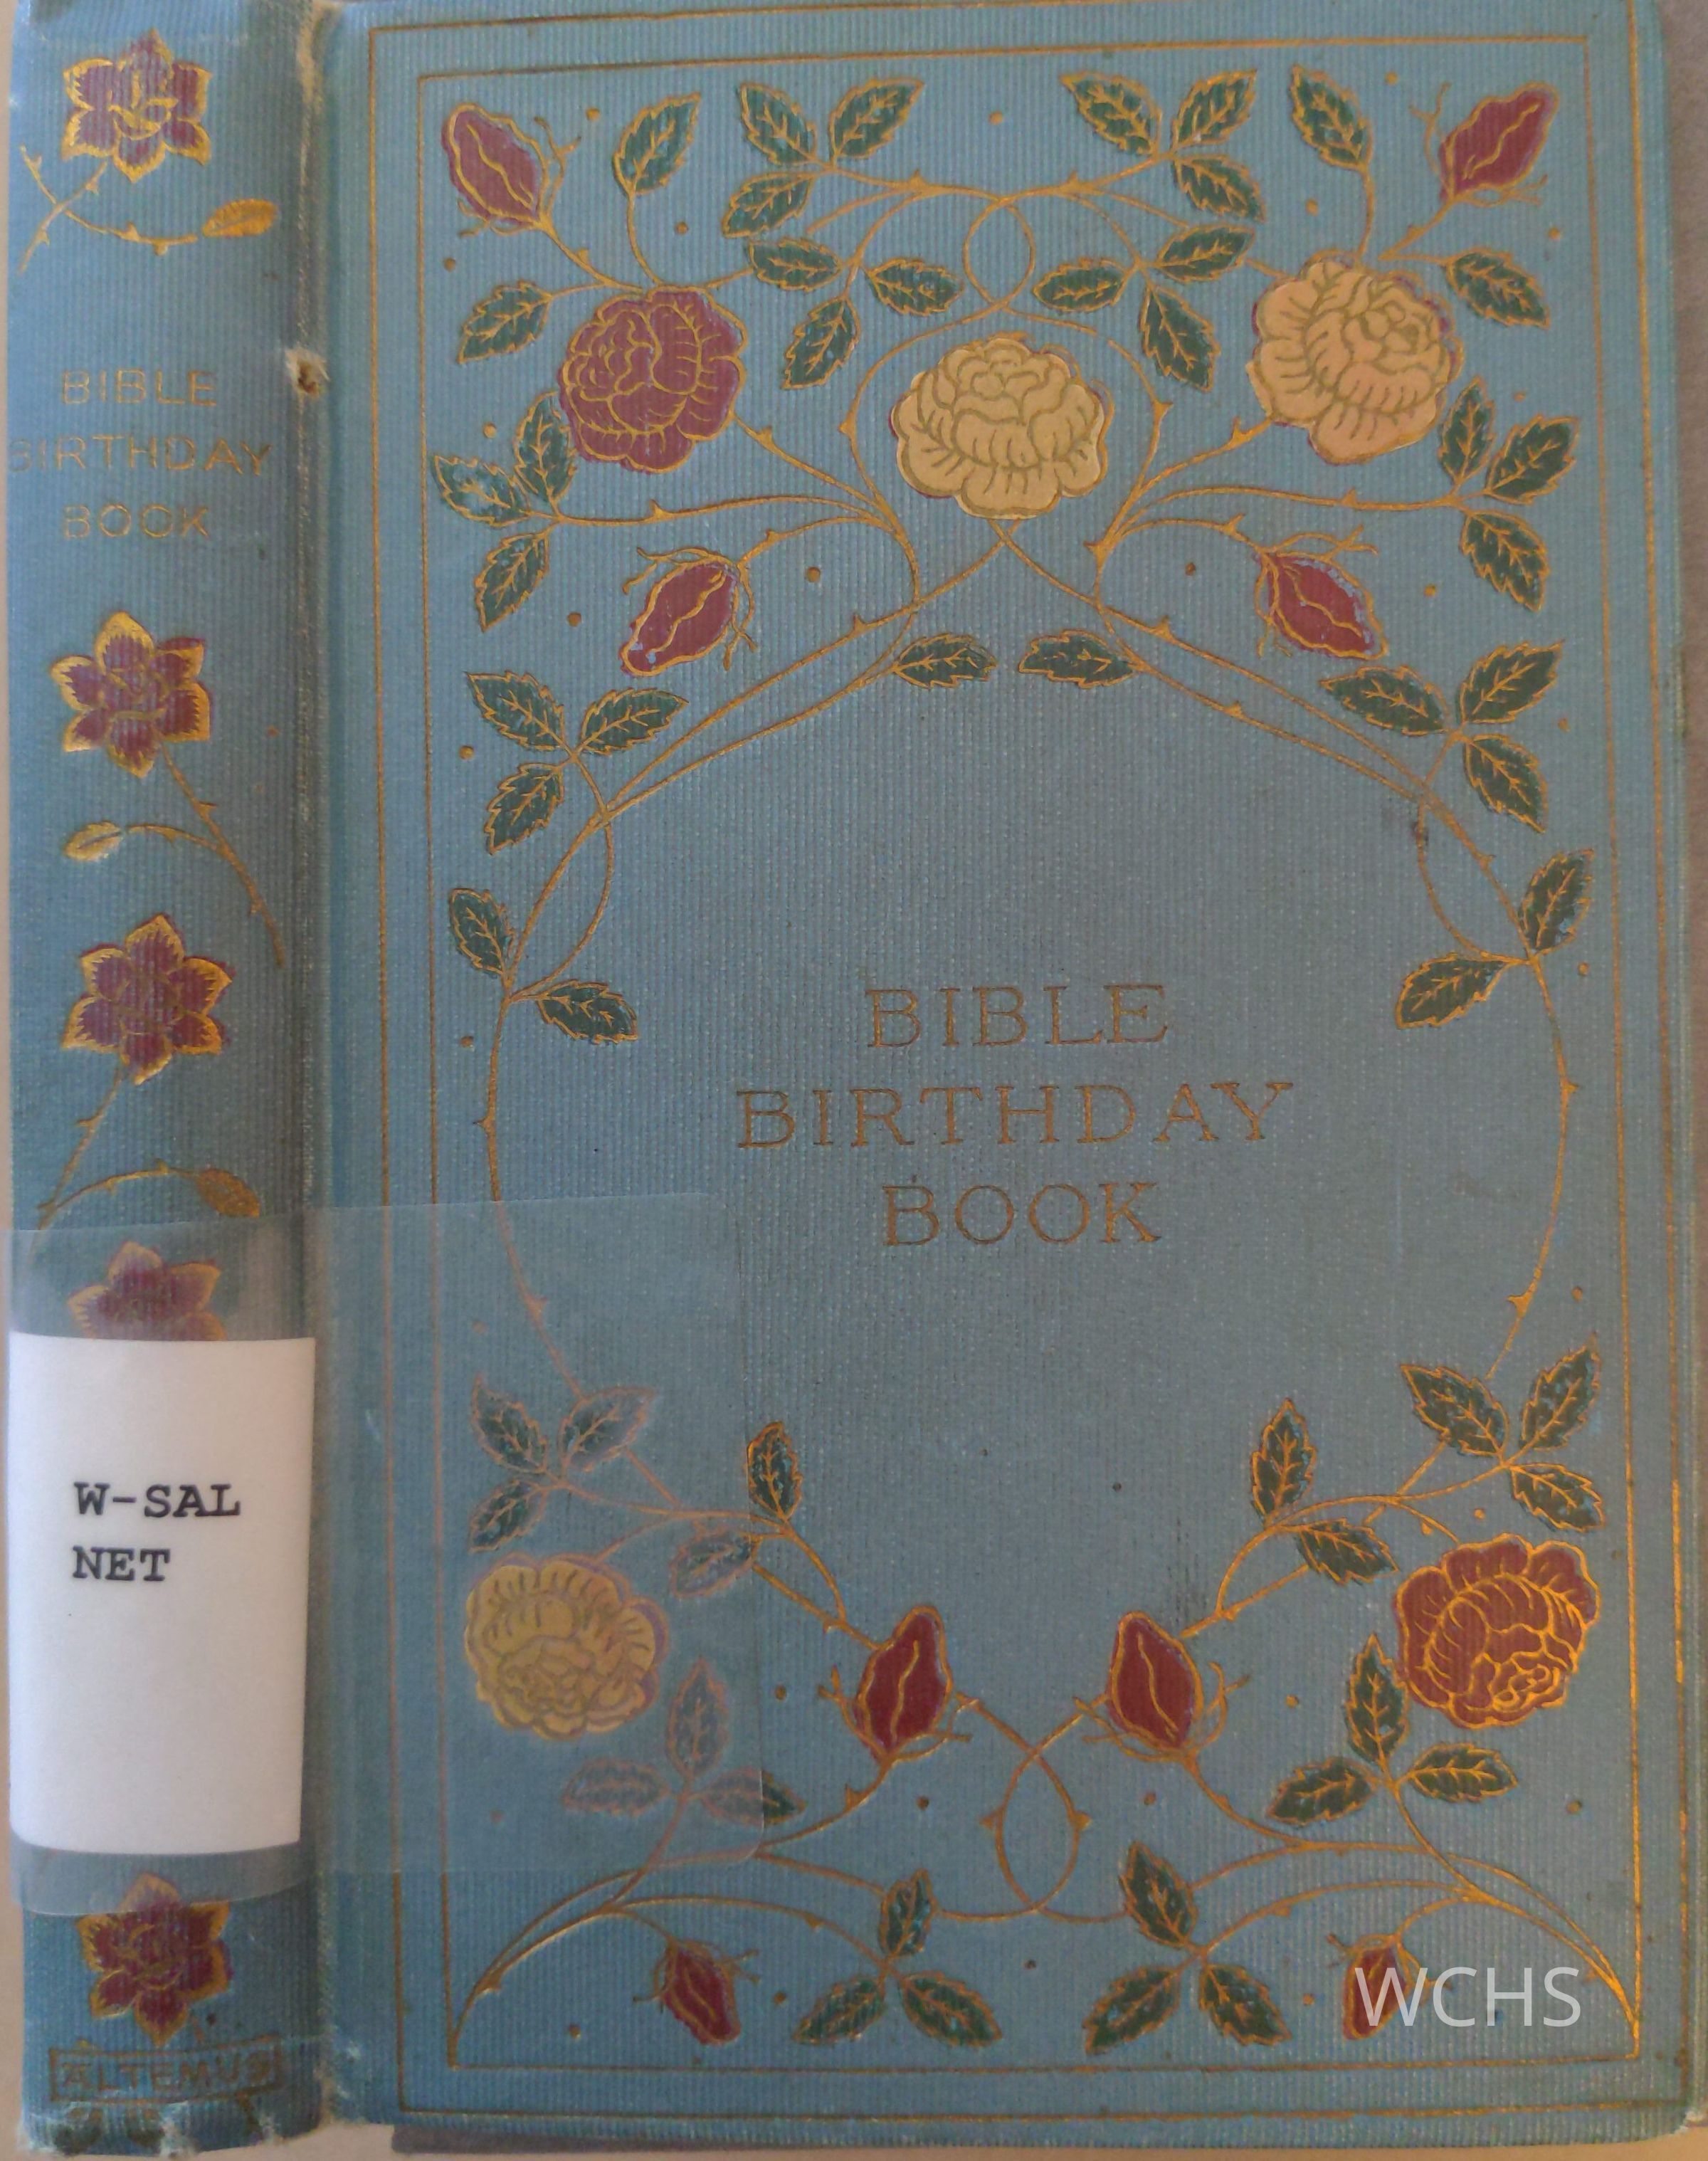 BIBLE
BIRTHDAY
BOOK
W-SAL
NET
ALTEMUS
BIBLE
BIRTHDAY
BOOK
WCHS